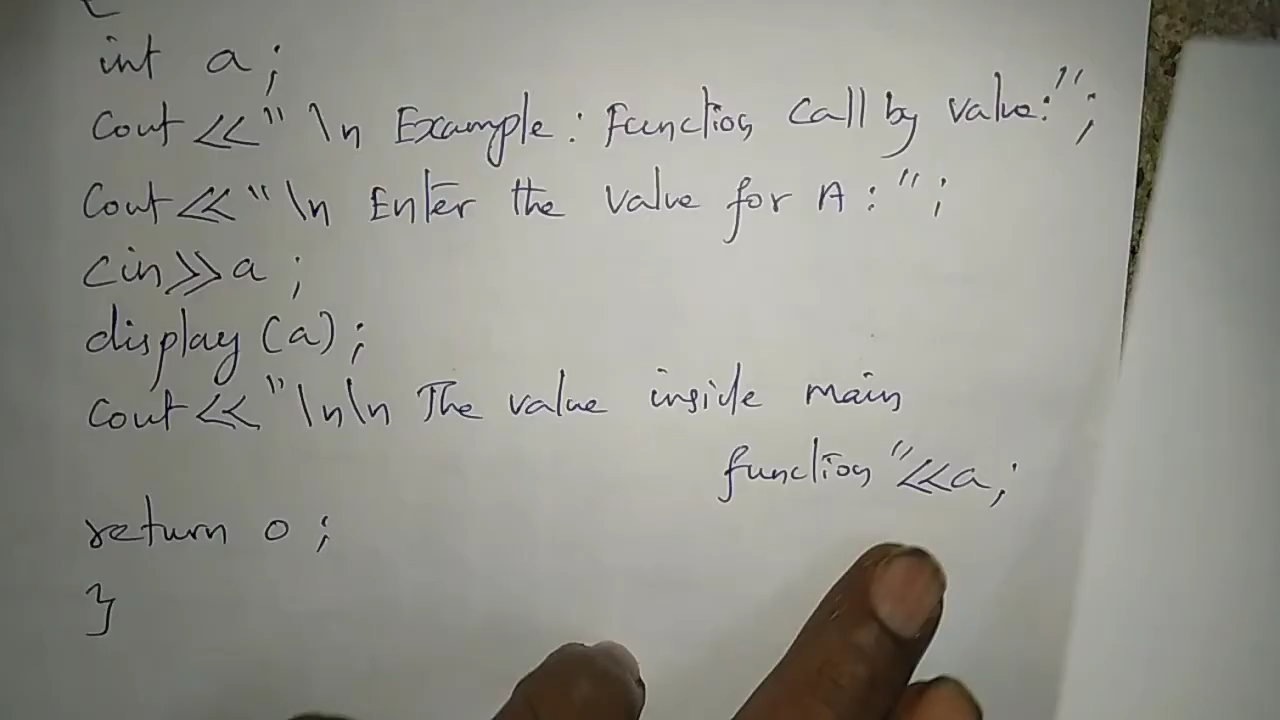 {
int a;
Cout <<"\n Example: Function Call by value:";
Cout <<"\n Enter the value for A :";
Cin>>a;
display (a);
Cout <<"\n\n The value inside main
function"<<a;
return 0;
}